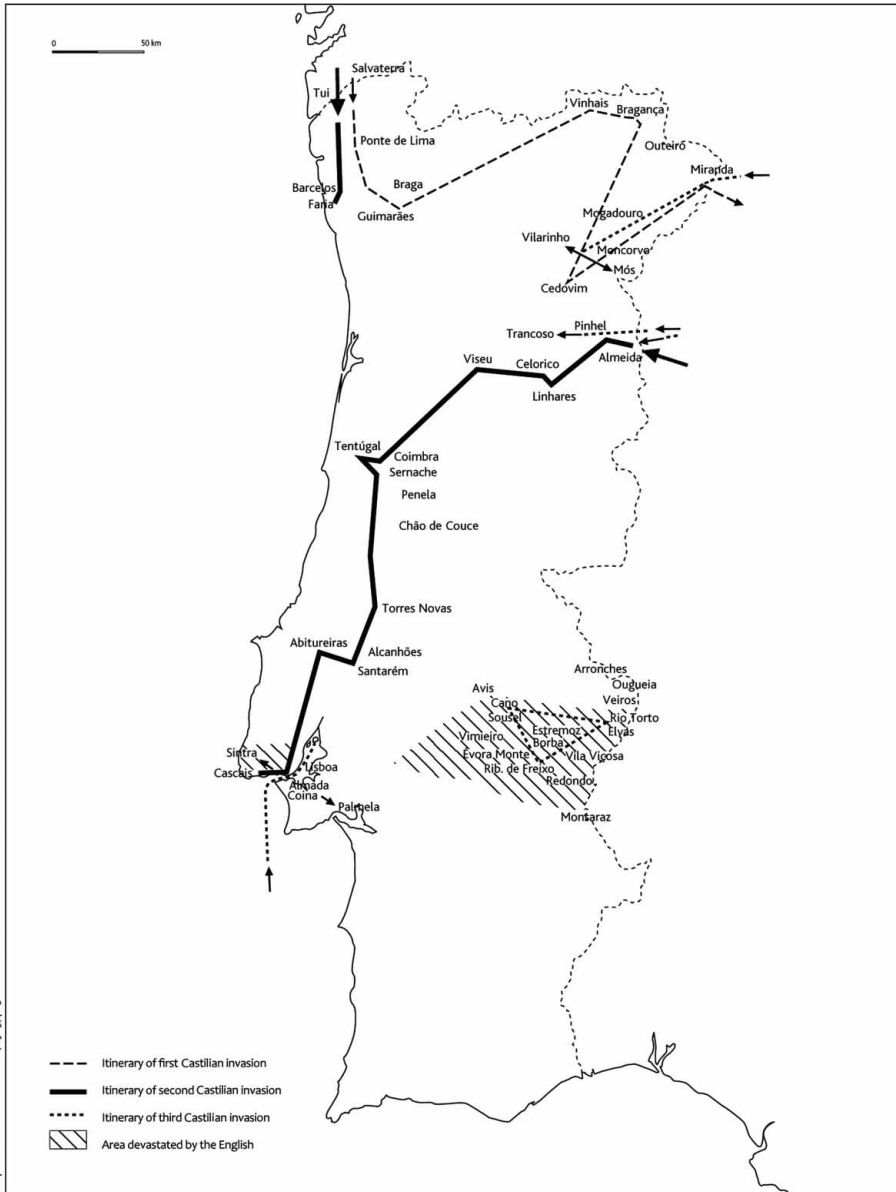 0 50 km
Salvaterra
Tui
Vinhais
Bragança
Ponte de Lima
Outeiro
Miranda
Barcelos
Braga
Faria
Guimarães
Mogadouro
Vilarinho
Moncorvo
Mós
Cedovim
Pinhel
Trancoso
Almeida
Viseu
Celorico
Linhares
Tentúgal
Coimbra
Sernache
Penela
Chão de Couce
Torres Novas
Abitureiras
Alcanhões
Santarém
Arronches
Ougueia
Avis
Veiros
Cano
Sousel
Rio Torto
Estremoz
Elvas
Vimieiro
Borba
Évora Monte
Vila Viçosa
Rib. de Freixo
Redondo
Sintra
Lisboa
Cascais
Almada
Coina
Palmela
Monsaraz
Itinerary of first Castilian invasion
Itinerary of second Castilian invasion
Itinerary of third Castilian invasion
Area devastated by the English